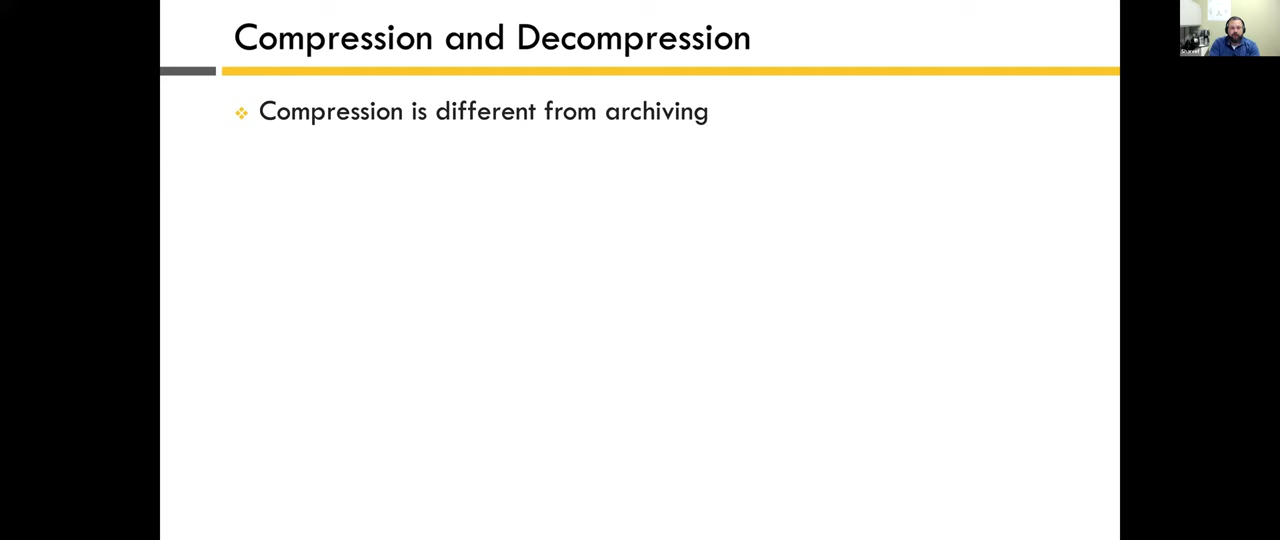 Compression and Decompression
Compression is different from archiving